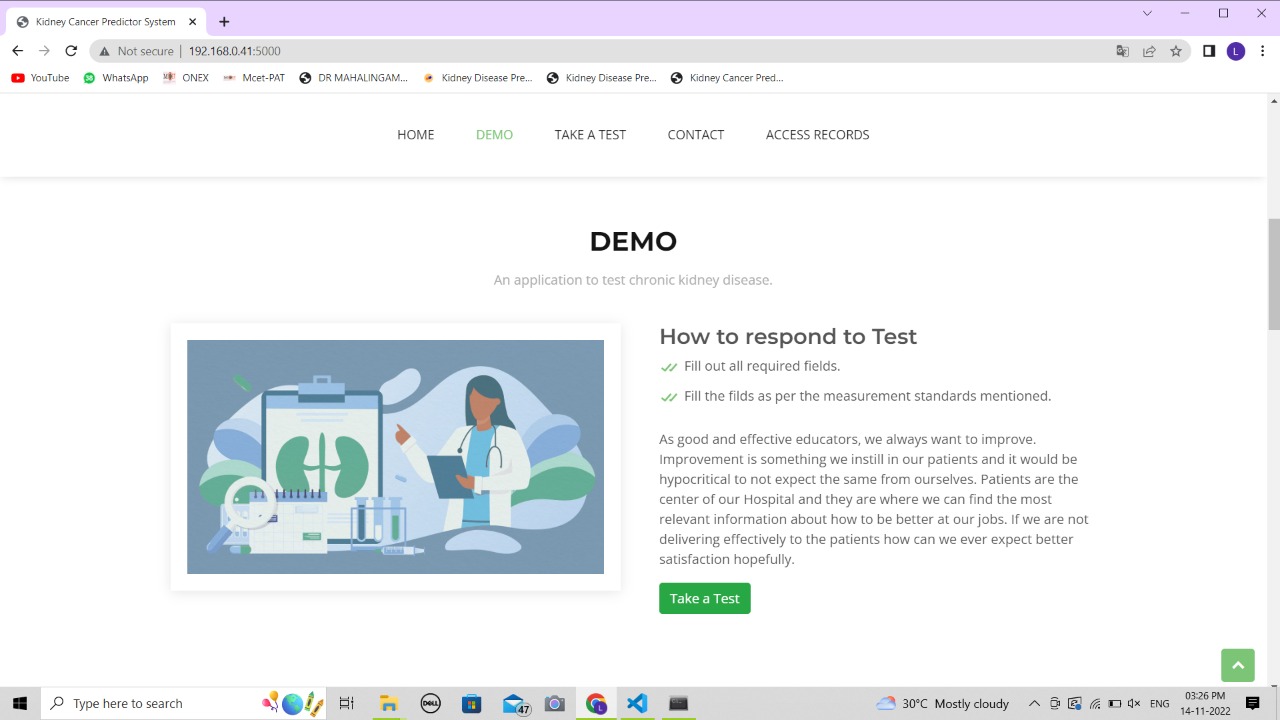 Kidney Cancer Predictor System
Not secure | 192.168.0.41:5000
L
YouTube WhatsApp ONEX Mcet-PAT DR MAHALINGAM... Kidney Disease Pre... Kidney Disease Pre... Kidney Cancer Pred...
HOME DEMO TAKE A TEST CONTACT ACCESS RECORDS
DEMO
An application to test chronic kidney disease.
How to respond to Test
Fill out all required fields.
Fill the filds as per the measurement standards mentioned.
As good and effective educators, we always want to improve.
Improvement is something we instill in our patients and it would be
hypocritical to not expect the same from ourselves. Patients are the
center of our Hospital and they are where we can find the most
relevant information about how to be better at our jobs. If we are not
delivering effectively to the patients how can we ever expect better
satisfaction hopefully.
Take a Test
Type here to search
DELL
47
30°C Mostly cloudy
ENG
03:26 PM
14-11-2022